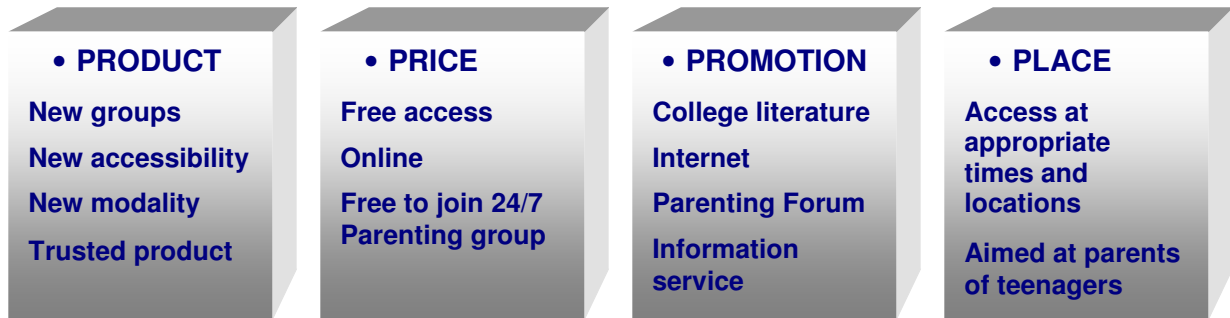 • PRODUCT
New groups
New accessibility
New modality
Trusted product
• PRICE
Free access
Online
Free to join 24/7
Parenting group
• PROMOTION
College literature
Internet
Parenting Forum
Information
service
• PLACE
Access at
appropriate
times and
locations
Aimed at parents
of teenagers